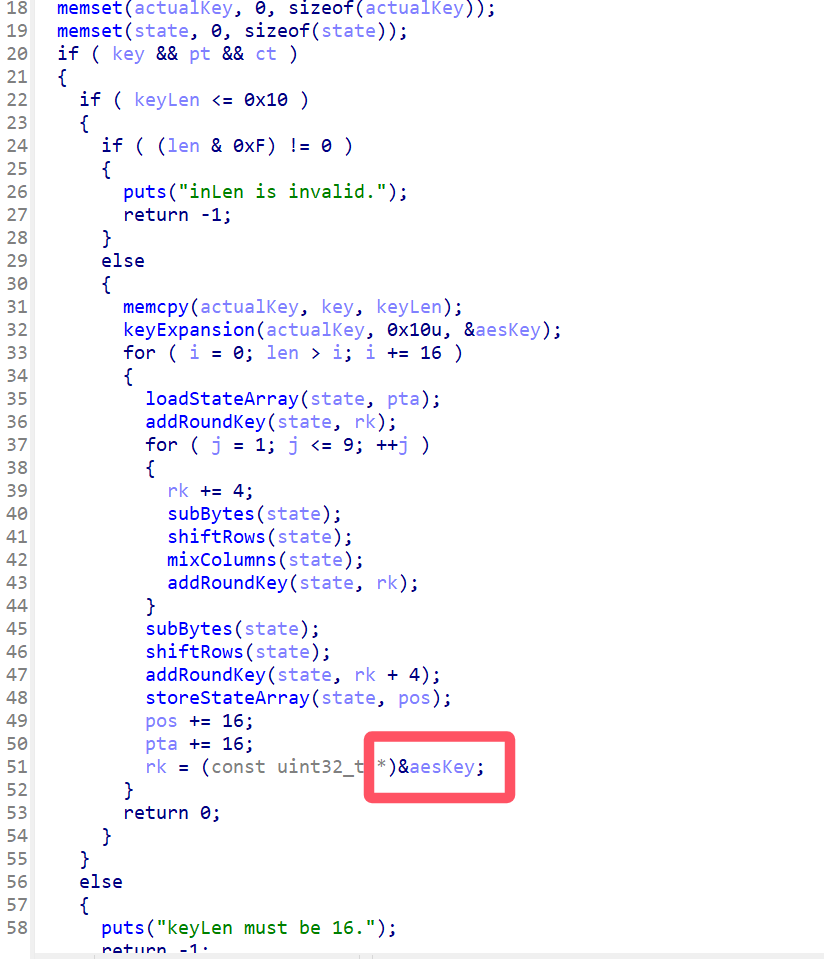 18 memset(actualKey, 0, sizeof(actualKey));
19 memset(state, 0, sizeof(state));
20 if ( key && pt && ct )
21 {
22 if ( keyLen <= 0x10 )
23 {
24 if ( (len & 0xF) != 0 )
25 {
26 puts("inLen is invalid.");
27 return -1;
28 }
29 else
30 {
31 memcpy(actualKey, key, keyLen);
32 keyExpansion(actualKey, 0x10u, &aesKey);
33 for ( i = 0; len > i; i += 16 )
34 {
35 loadStateArray(state, pta);
36 addRoundKey(state, rk);
37 for ( j = 1; j <= 9; ++j )
38 {
39 rk += 4;
40 subBytes(state);
41 shiftRows(state);
42 mixColumns(state);
43 addRoundKey(state, rk);
44 }
45 subBytes(state);
46 shiftRows(state);
47 addRoundKey(state, rk + 4);
48 storeStateArray(state, pos);
49 pos += 16;
50 pta += 16;
51 rk = (const uint32_t *)&aesKey;
52 }
53 return 0;
54 }
55 }
56 else
57 {
58 puts("keyLen must be 16.");
return -1;